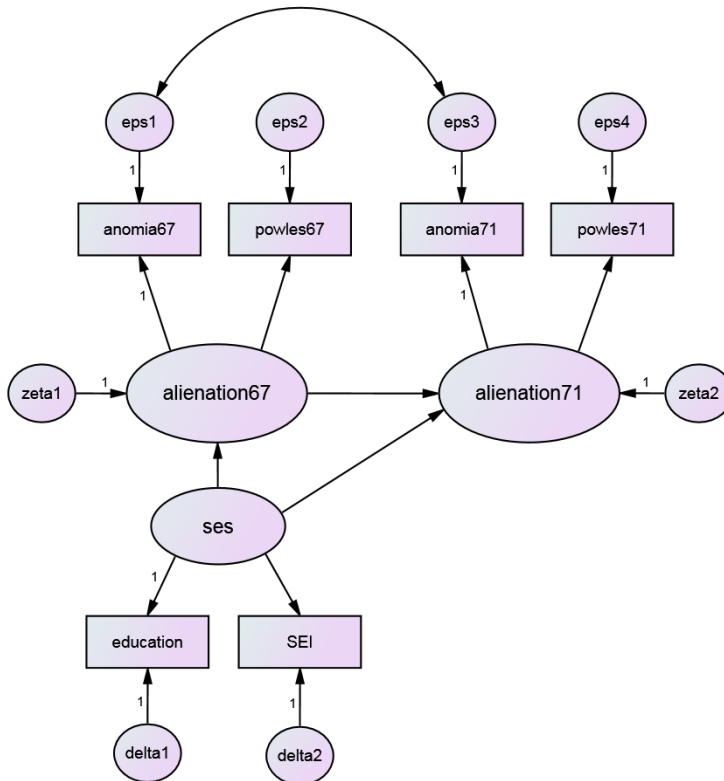 eps1
eps2
eps3
eps4
1
1
1
1
anomia67
powles67
anomia71
powles71
1
1
zeta1
1
alienation67
alienation71
1
zeta2
ses
1
education
SEI
1
1
delta1
delta2